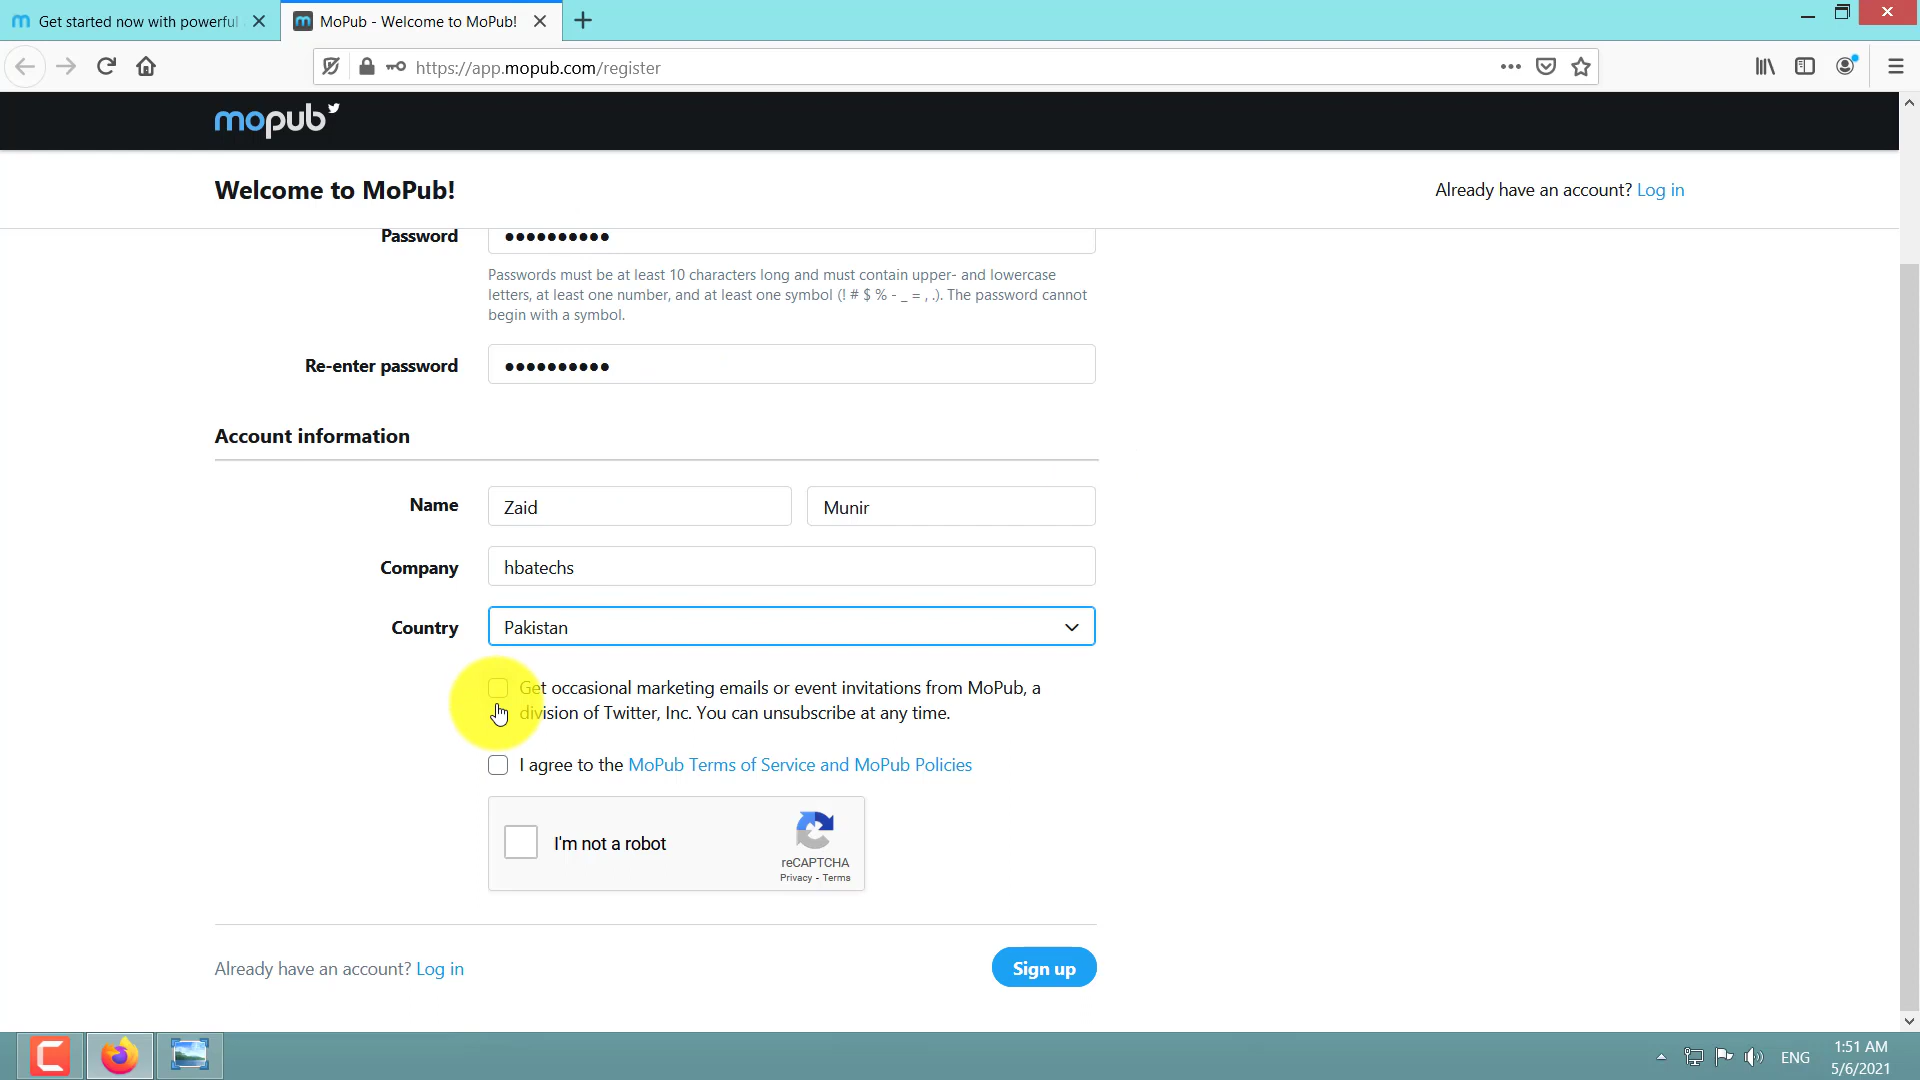 Get started now with powerful
MoPub - Welcome to MoPub!
https://app.mopub.com/register
mopub
Welcome to MoPub!
Already have an account? Log in
Password
••••••••••
Passwords must be at least 10 characters long and must contain upper- and lowercase
letters, at least one number, and at least one symbol (! # $ % - _ = , .). The password cannot
begin with a symbol.
Re-enter password
••••••••••
Account information
Name
Zaid
Munir
Company
hbatechs
Country
Pakistan
Get occasional marketing emails or event invitations from MoPub, a
division of Twitter, Inc. You can unsubscribe at any time.
I agree to the MoPub Terms of Service and MoPub Policies
I'm not a robot
reCAPTCHA
Privacy - Terms
Already have an account? Log in
Sign up
ENG
1:51 AM
5/6/2021